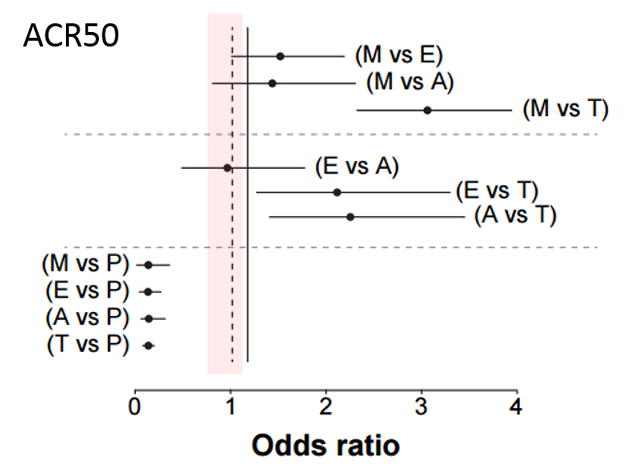 ACR50
(M vs E)
(M vs A)
(M vs T)
(E vs A)
(E vs T)
(A vs T)
(M vs P)
(E vs P)
(A vs P)
(T vs P)
0 1 2 3 4
Odds ratio